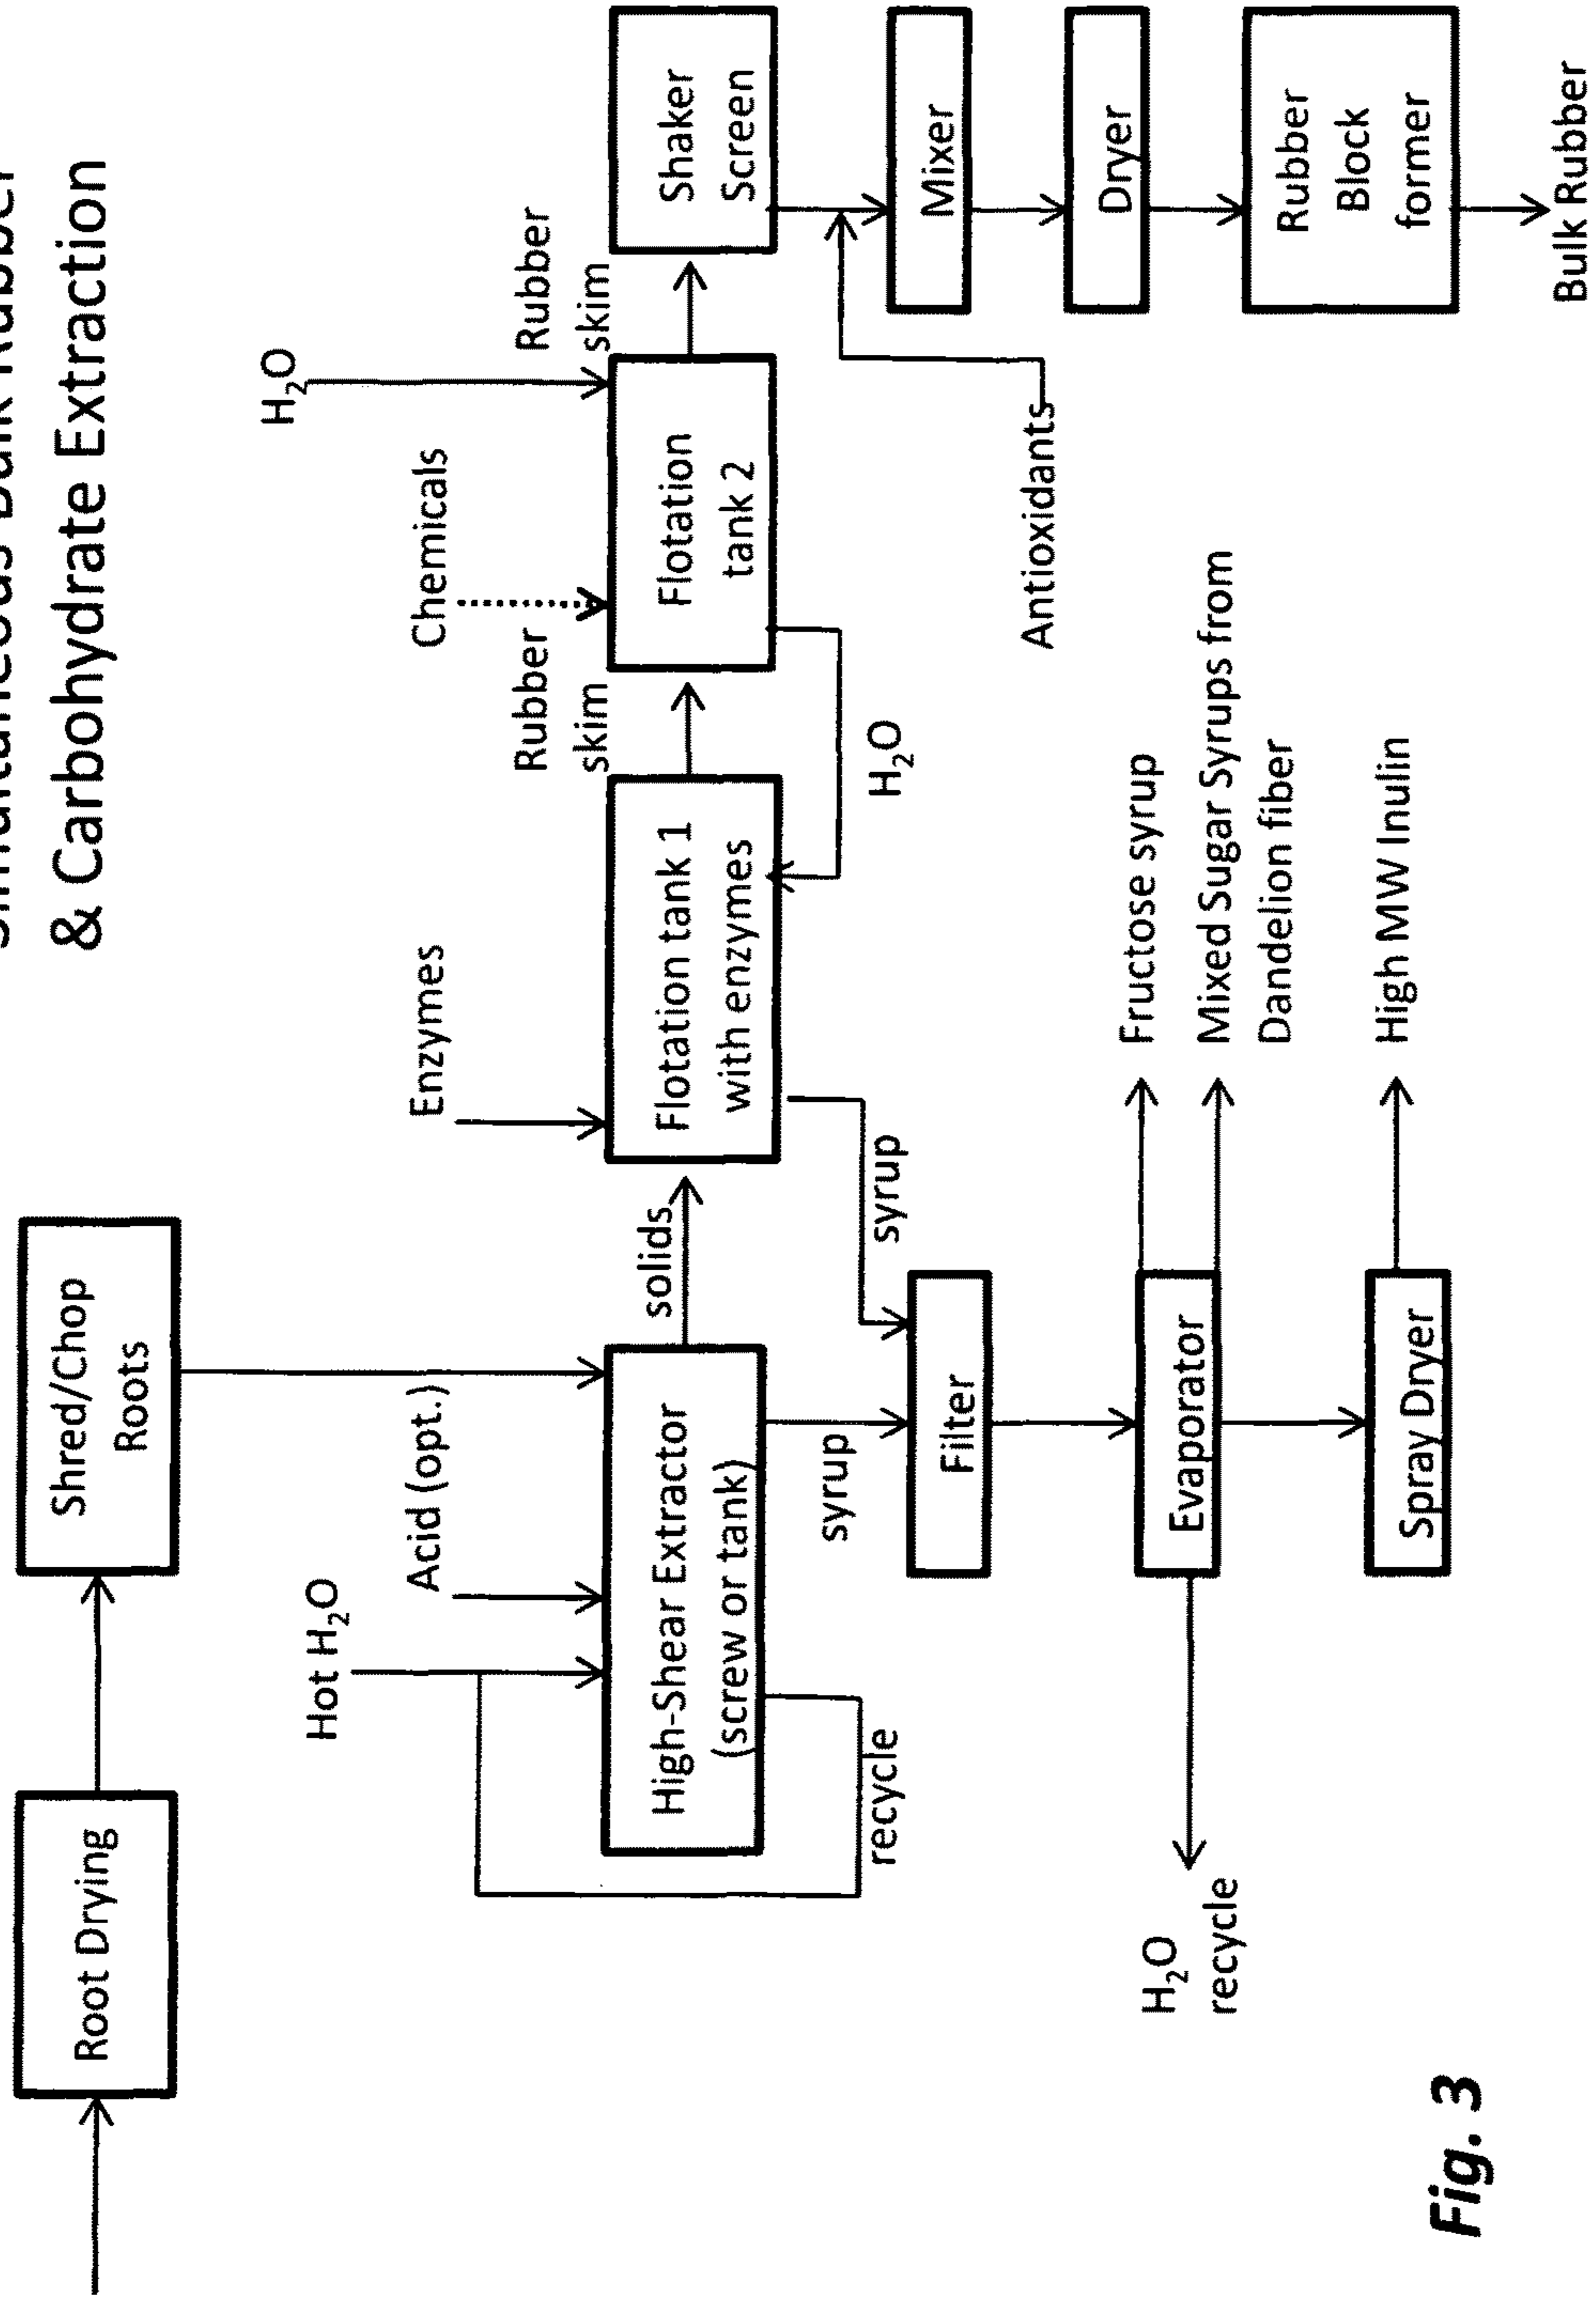 Simultaneous Bulk Rubber
& Carbohydrate Extraction
Root Drying
Shred/Chop
Roots
Hot H₂O
Acid (opt.)
Enzymes
Chemicals
H₂O
High-Shear Extractor
(screw or tank)
solids
Flotation tank 1
with enzymes
Rubber
skim
Flotation
tank 2
Rubber
skim
Shaker
Screen
recycle
syrup
syrup
H₂O
Antioxidants
Mixer
Dryer
Rubber
Block
former
Bulk Rubber
Filter
Evaporator
H₂O
recycle
Fructose syrup
Mixed Sugar Syrups from
Dandelion fiber
Spray Dryer
High MW Inulin
Fig. 3